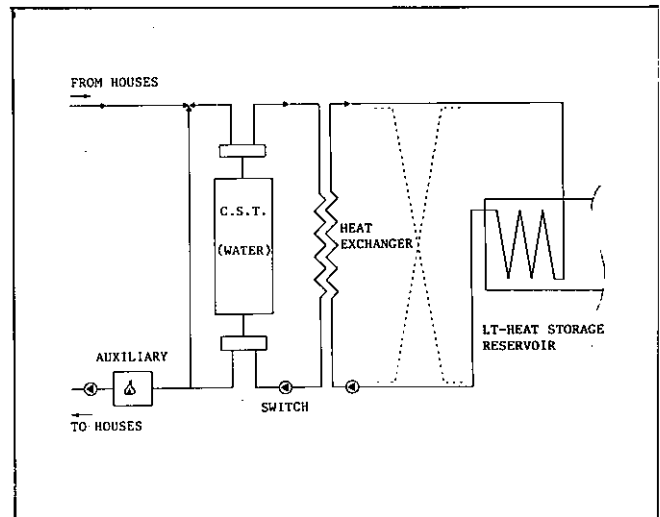 FROM HOUSES
C.S.T.
(WATER)
HEAT
EXCHANGER
LT-HEAT STORAGE
RESERVOIR
AUXILIARY
SWITCH
TO HOUSES